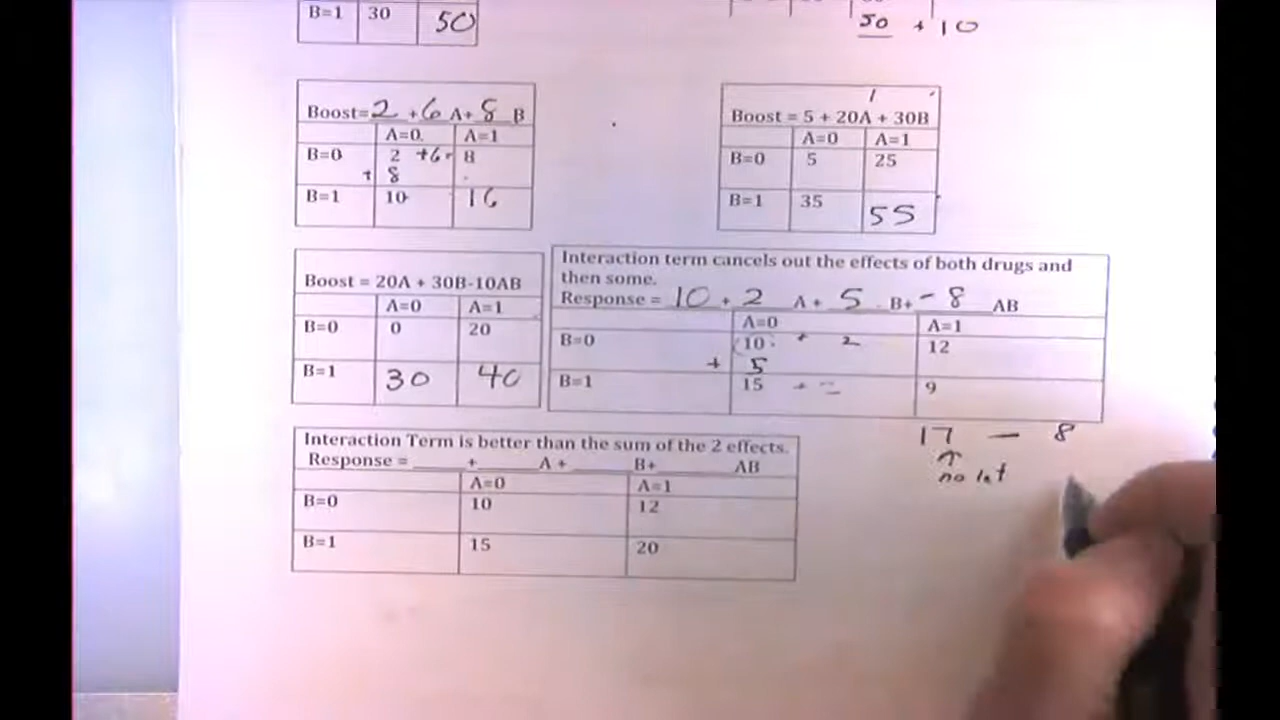 B=1 30 50
50 + 10
Boost=2 +6 A+ 8 B
A=0 A=1
B=0 2 +6= 8
+ 8
B=1 10 16
Boost = 5 + 20A + 30B
A=0 A=1
B=0 5 25
B=1 35 55
Boost = 20A + 30B-10AB
A=0 A=1
B=0 0 20
B=1 30 40
Interaction term cancels out the effects of both drugs and
then some.
Response = 10 + 2 A + 5 B+ -8 AB
A=0 A=1
B=0 10 + 2 12
+ 5
B=1 15 + 9
17 — 8
↑
no int
Interaction Term is better than the sum of the 2 effects.
Response = ______+______A +______B+______AB
A=0 A=1
B=0 10 12
B=1 15 20